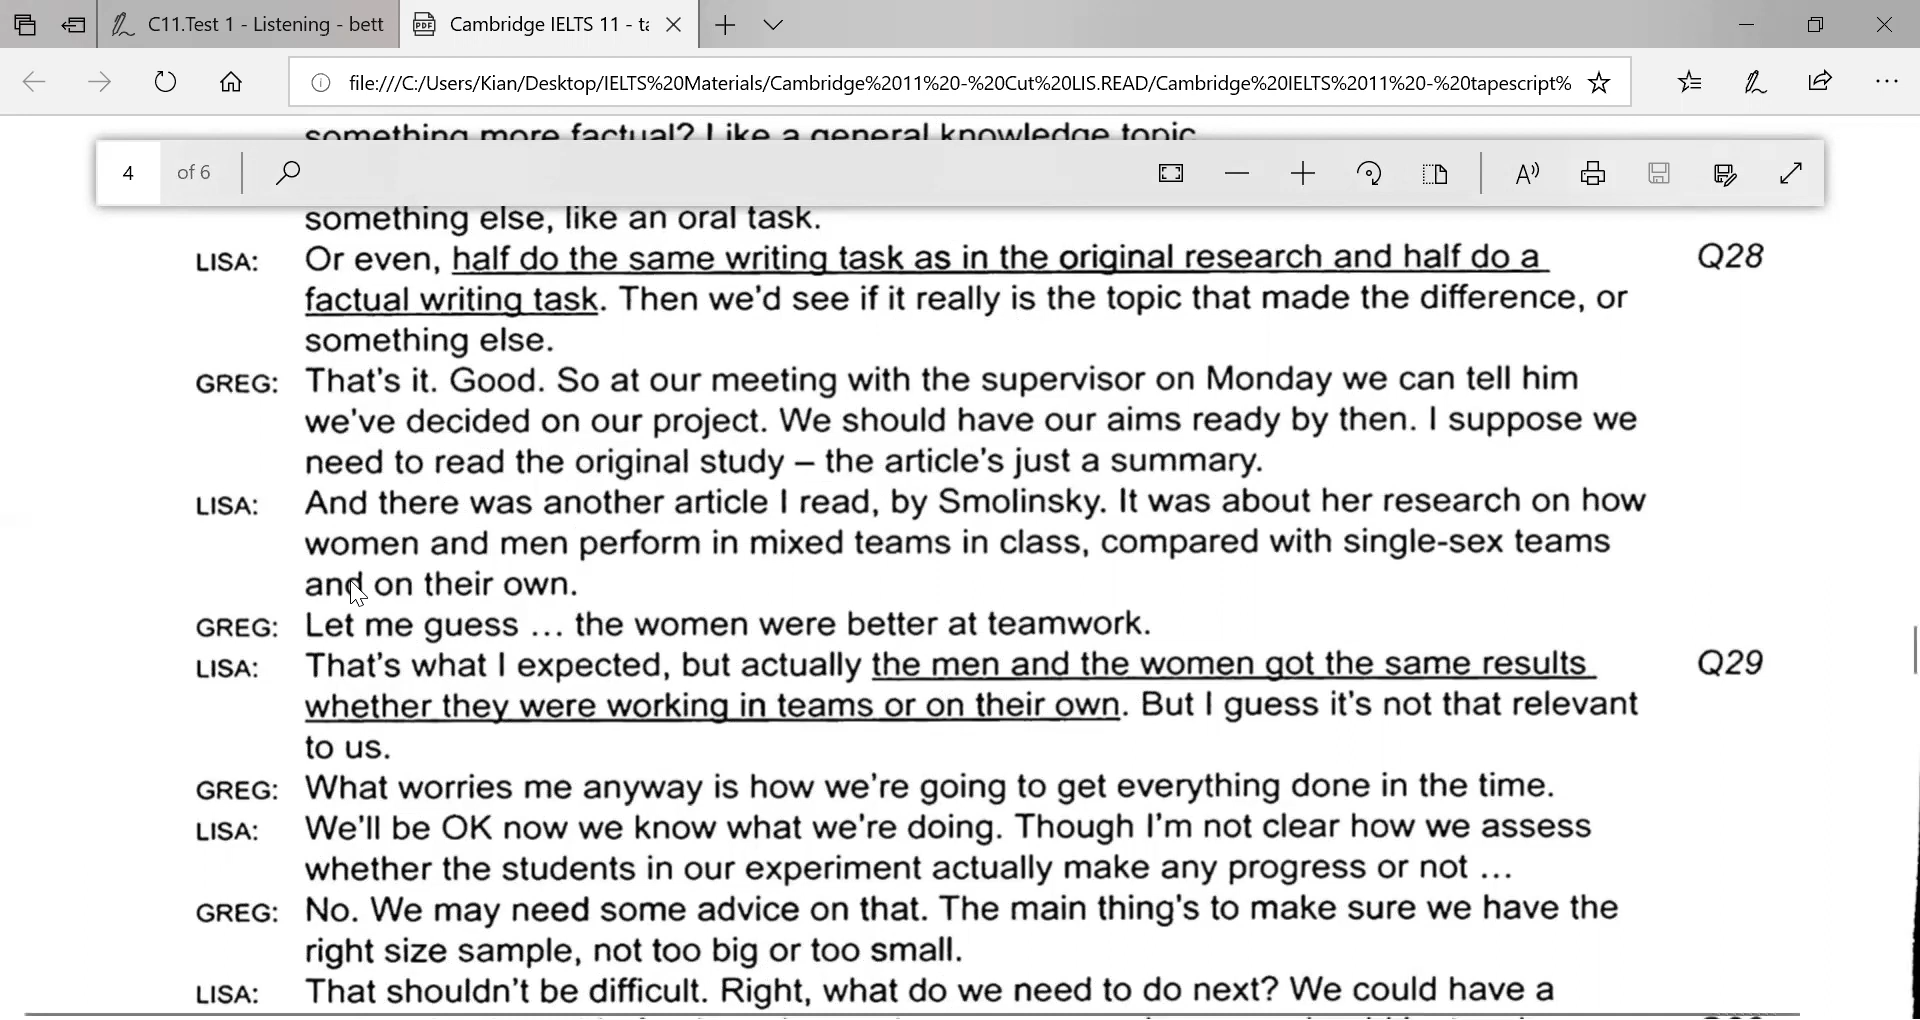 C11.Test 1 - Listening - bett
Cambridge IELTS 11 - ta
file:///C:/Users/Kian/Desktop/IELTS%20Materials/Cambridge%2011%20-%20Cut%20LIS.READ/Cambridge%20IELTS%2011%20-%20tapescript%
something more factual? Like a general knowledge topic
4 of 6
something else, like an oral task.
LISA: Or even, half do the same writing task as in the original research and half do a Q28
factual writing task. Then we'd see if it really is the topic that made the difference, or
something else.
GREG: That's it. Good. So at our meeting with the supervisor on Monday we can tell him
we've decided on our project. We should have our aims ready by then. I suppose we
need to read the original study – the article's just a summary.
LISA: And there was another article I read, by Smolinsky. It was about her research on how
women and men perform in mixed teams in class, compared with single-sex teams
and on their own.
GREG: Let me guess ... the women were better at teamwork.
LISA: That's what I expected, but actually the men and the women got the same results Q29
whether they were working in teams or on their own. But I guess it's not that relevant
to us.
GREG: What worries me anyway is how we're going to get everything done in the time.
LISA: We'll be OK now we know what we're doing. Though I'm not clear how we assess
whether the students in our experiment actually make any progress or not ...
GREG: No. We may need some advice on that. The main thing's to make sure we have the
right size sample, not too big or too small.
LISA: That shouldn't be difficult. Right, what do we need to do next? We could have a